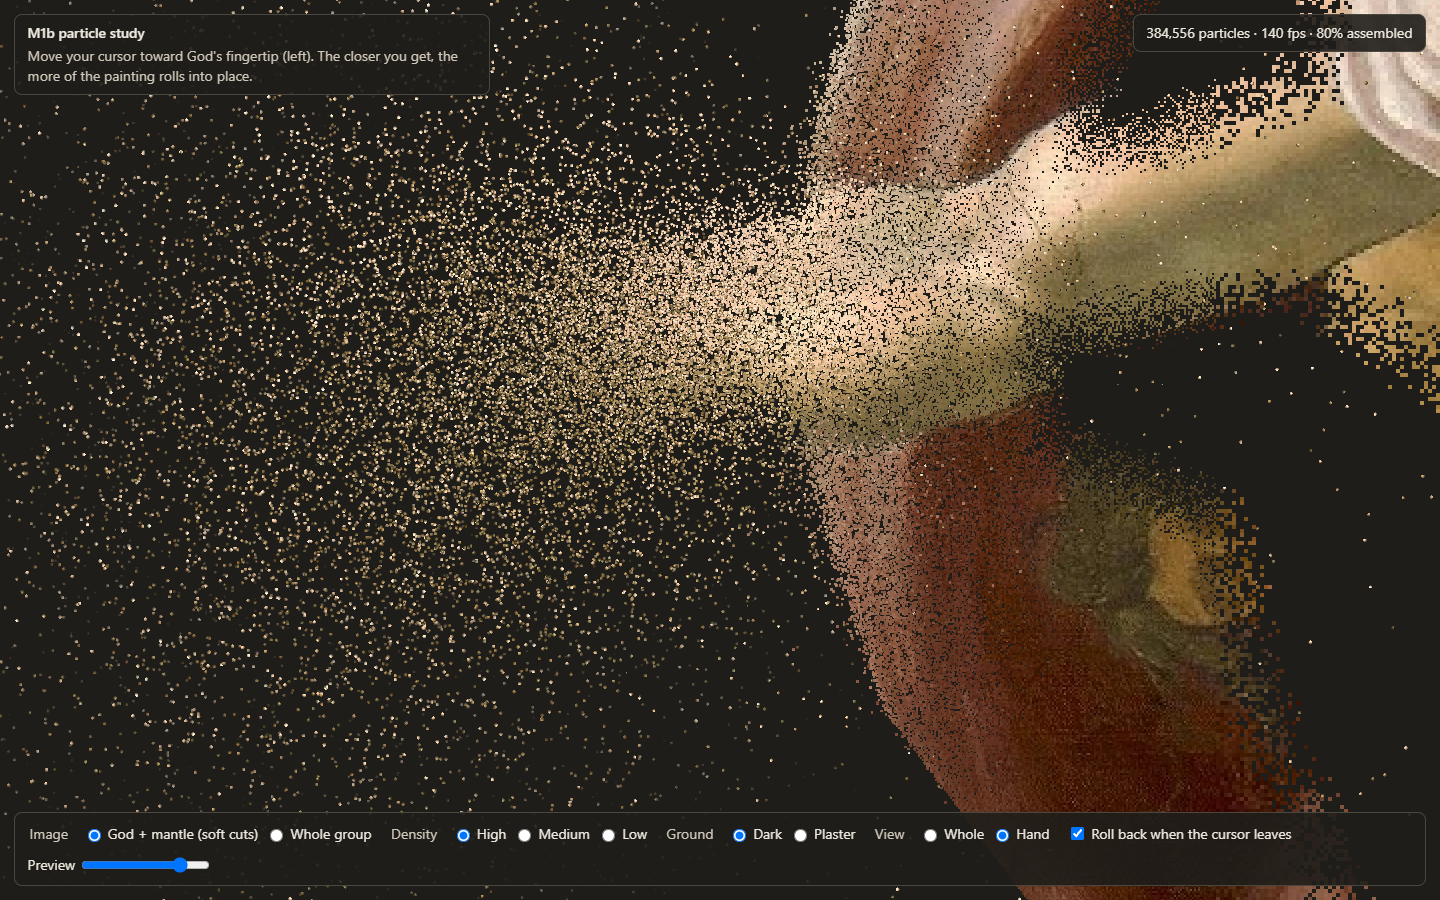 M1b particle study
Move your cursor toward God's fingertip (left). The closer you get, the
more of the painting rolls into place.
384,556 particles · 140 fps · 80% assembled
Image God + mantle (soft cuts) Whole group Density High Medium Low Ground Dark Plaster View Whole Hand Roll back when the cursor leaves
Preview